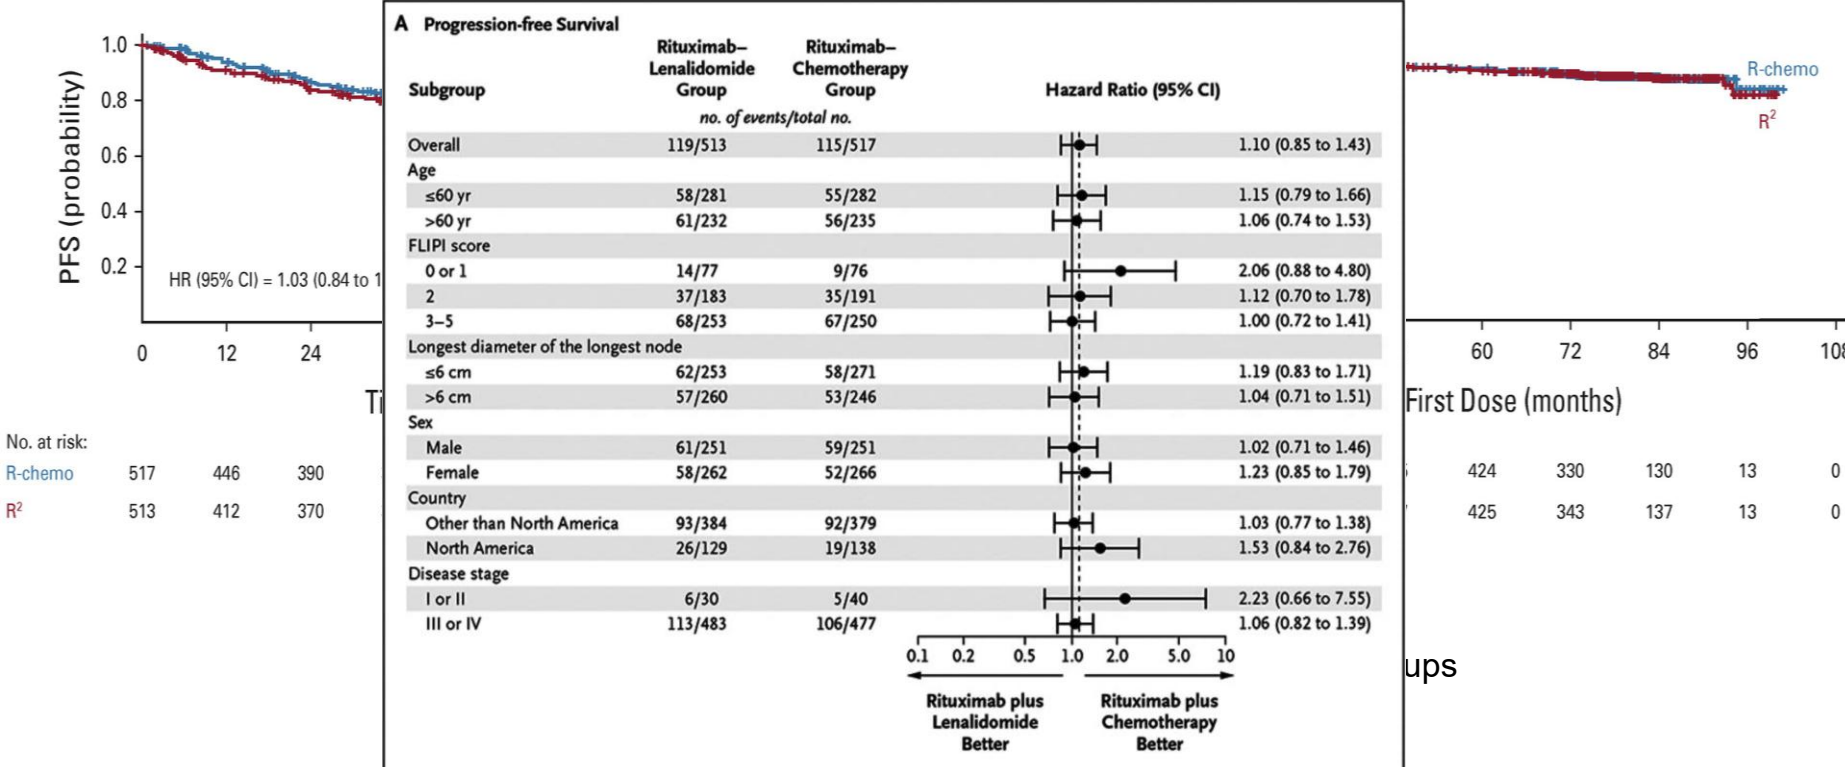 1.0
0.8
0.6
0.4
0.2
PFS (probability)
HR (95% CI) = 1.03 (0.84 to 1
0 12 24
Ti
No. at risk:
R-chemo 517 446 390
R² 513 412 370
A Progression-free Survival
Subgroup
Rituximab–
Lenalidomide
Group
Rituximab–
Chemotherapy
Group
Hazard Ratio (95% CI)
no. of events/total no.
Overall 119/513 115/517 1.10 (0.85 to 1.43)
Age
≤60 yr 58/281 55/282 1.15 (0.79 to 1.66)
>60 yr 61/232 56/235 1.06 (0.74 to 1.53)
FLIPI score
0 or 1 14/77 9/76 2.06 (0.88 to 4.80)
2 37/183 35/191 1.12 (0.70 to 1.78)
3–5 68/253 67/250 1.00 (0.72 to 1.41)
Longest diameter of the longest node
≤6 cm 62/253 58/271 1.19 (0.83 to 1.71)
>6 cm 57/260 53/246 1.04 (0.71 to 1.51)
Sex
Male 61/251 59/251 1.02 (0.71 to 1.46)
Female 58/262 52/266 1.23 (0.85 to 1.79)
Country
Other than North America 93/384 92/379 1.03 (0.77 to 1.38)
North America 26/129 19/138 1.53 (0.84 to 2.76)
Disease stage
I or II 6/30 5/40 2.23 (0.66 to 7.55)
III or IV 113/483 106/477 1.06 (0.82 to 1.39)
0.1 0.2 0.5 1.0 2.0 5.0 10
Rituximab plus
Lenalidomide
Better
Rituximab plus
Chemotherapy
Better
R-chemo
R²
60 72 84 96 108
First Dose (months)
424 330 130 13 0
425 343 137 13 0
ups